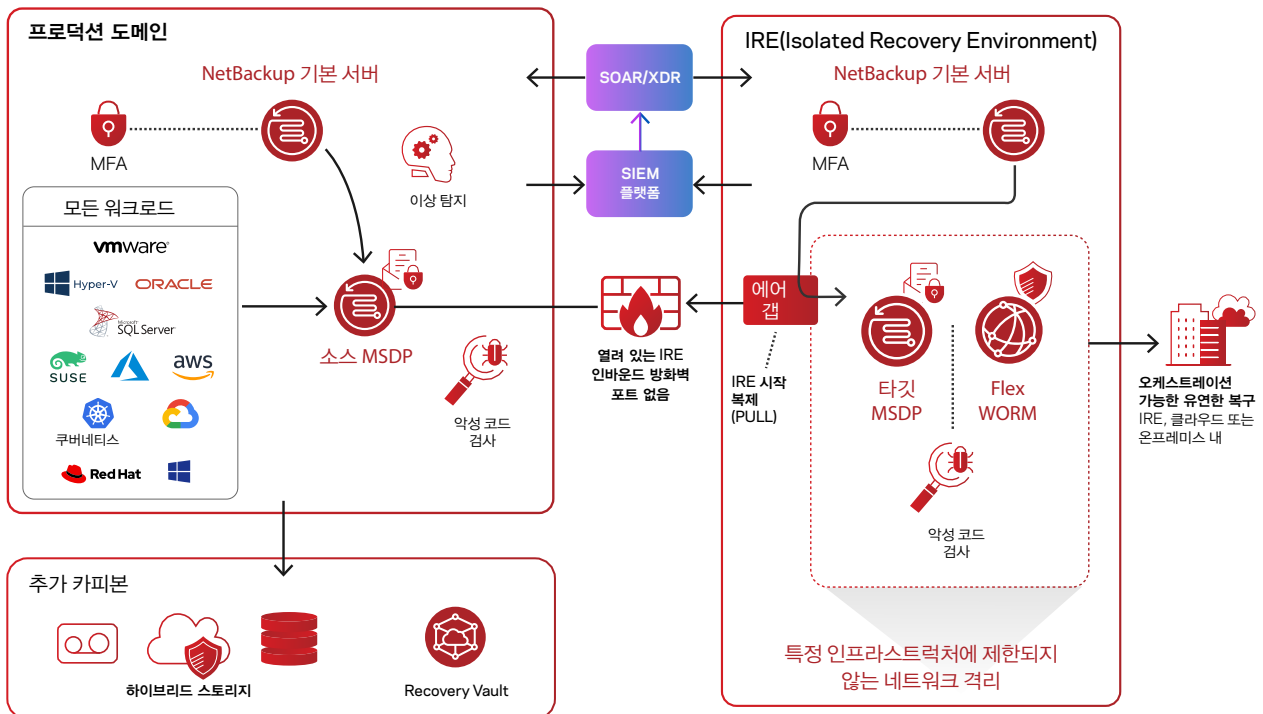 프로덕션 도메인
NetBackup 기본 서버
MFA
이상 탐지
모든 워크로드
vmware®
Hyper-V
ORACLE
Microsoft
SQL Server
SUSE
aws
쿠버네티스
Red Hat
소스 MSDP
악성 코드
검사
SOAR/XDR
SIEM
플랫폼
열려 있는 IRE
인바운드 방화벽
포트 없음
IRE(Isolated Recovery Environment)
NetBackup 기본 서버
MFA
에어
갭
IRE 시작
복제
(PULL)
타깃
MSDP
Flex
WORM
악성 코드
검사
특정 인프라스트럭처에 제한되지
않는 네트워크 격리
오케스트레이션
가능한 유연한 복구
IRE, 클라우드 또는
온프레미스 내
추가 카피본
하이브리드 스토리지
Recovery Vault